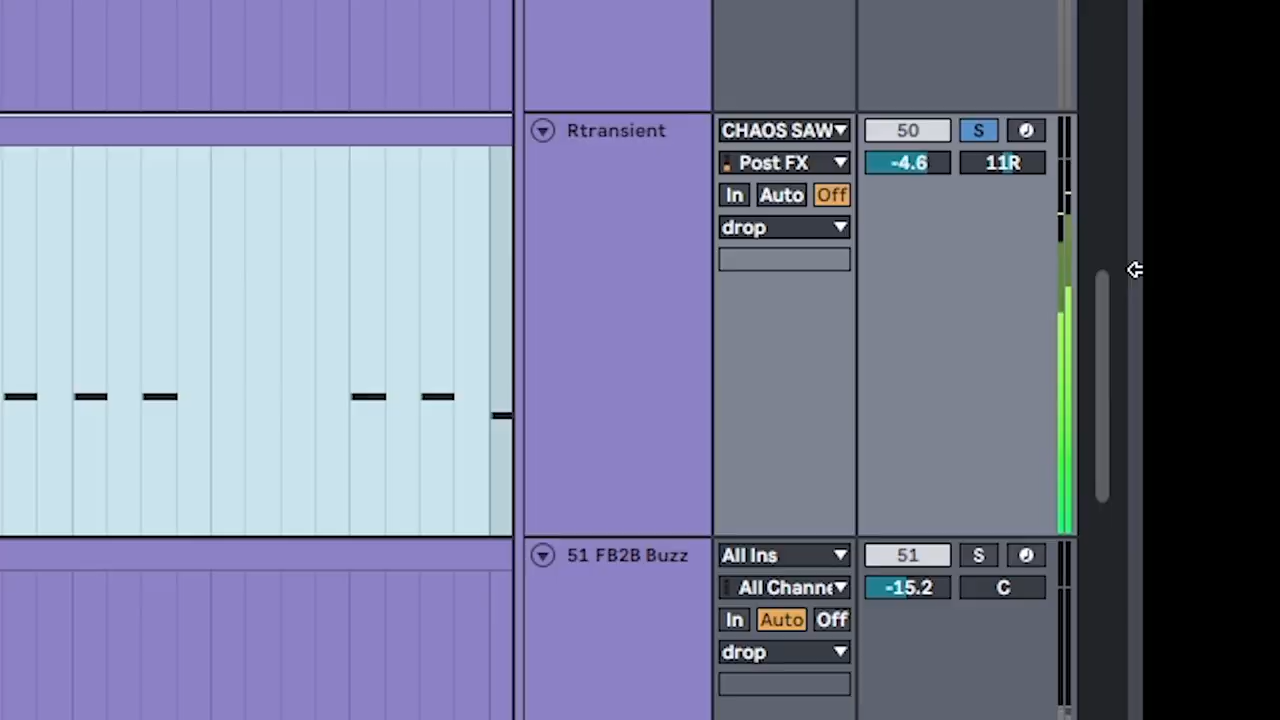 Rtransient CHAOS SAW 50 S
Post FX -4.6 11R
In Auto Off
drop
51 FB2B Buzz All Ins 51 S
All Channe -15.2 C
In Auto Off
drop